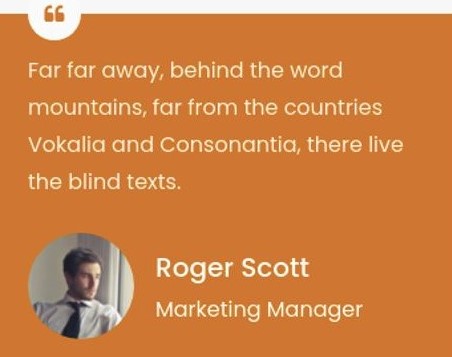 “
Far far away, behind the word
mountains, far from the countries
Vokalia and Consonantia, there live
the blind texts.
Roger Scott
Marketing Manager